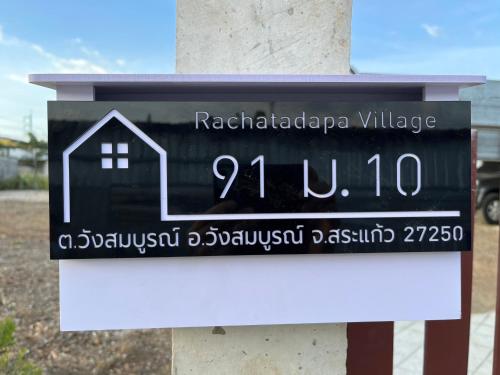 Rachatadapa Village
91 ม. 10
ต.วังสมบูรณ์ อ.วังสมบูรณ์ จ.สระแก้ว 27250